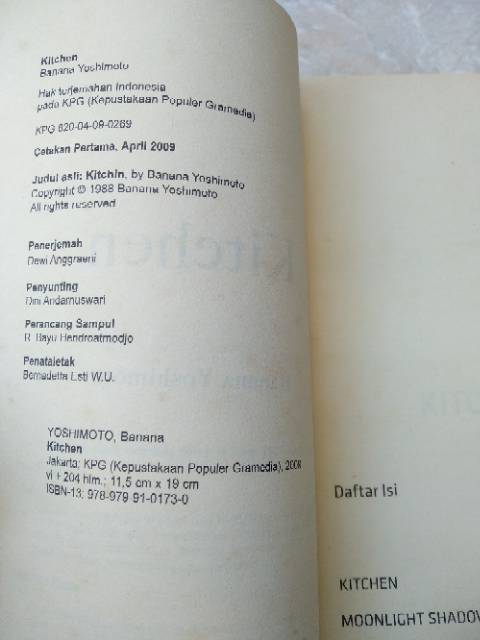 Kitchen
Banana Yoshimoto
Hak terjemahan Indonesia
pada KPG (Kepustakaan Populer Gramedia)
KPG 620-04-09-0269
Cetakan Pertama, April 2009
Judul asli: Kitchin, by Banana Yoshimoto
Copyright © 1988 Banana Yoshimoto
All rights reserved
Penerjemah
Dewi Anggraeni
Penyunting
Dini Andarnuswari
Perancang Sampul
R. Bayu Hendroatmodjo
Penataletak
Bernadetta Esti W.U.
YOSHIMOTO, Banana
Kitchen
Jakarta; KPG (Kepustakaan Populer Gramedia), 2009
vi + 204 hlm.; 11,5 cm x 19 cm
ISBN-13; 978-979 91-0173-0
Daftar Isi
KITCHEN
MOONLIGHT SHADOW